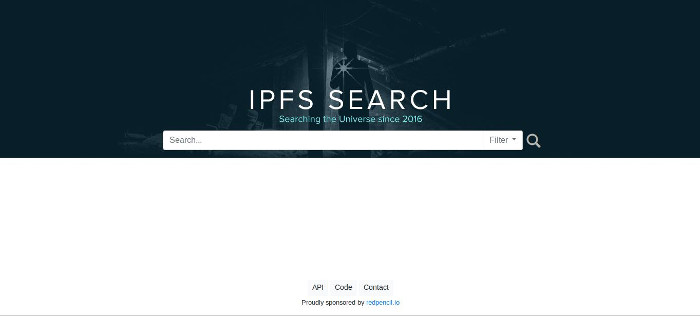 IPFS SEARCH
Searching the Universe since 2016
Search... Filter
API Code Contact
Proudly sponsored by redpencil.io